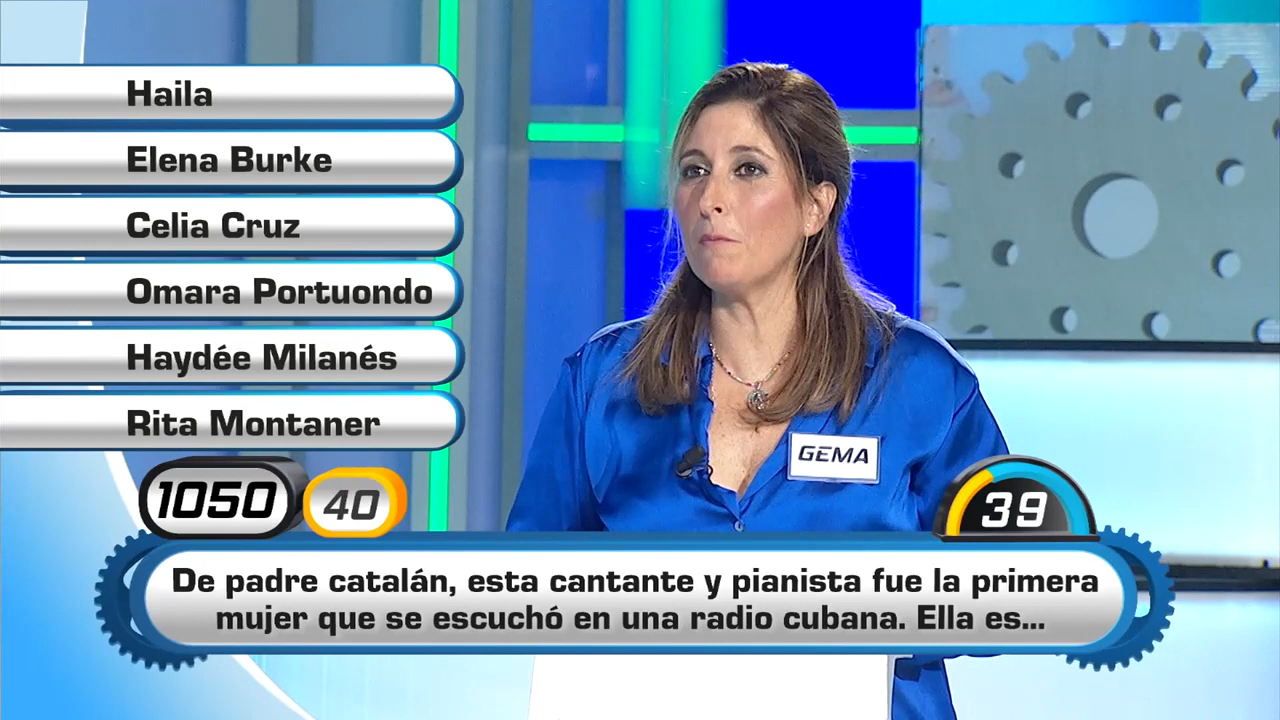 Haila
Elena Burke
Celia Cruz
Omara Portuondo
Haydée Milanés
Rita Montaner
GEMA
1050
40
39
De padre catalán, esta cantante y pianista fue la primera
mujer que se escuchó en una radio cubana. Ella es...